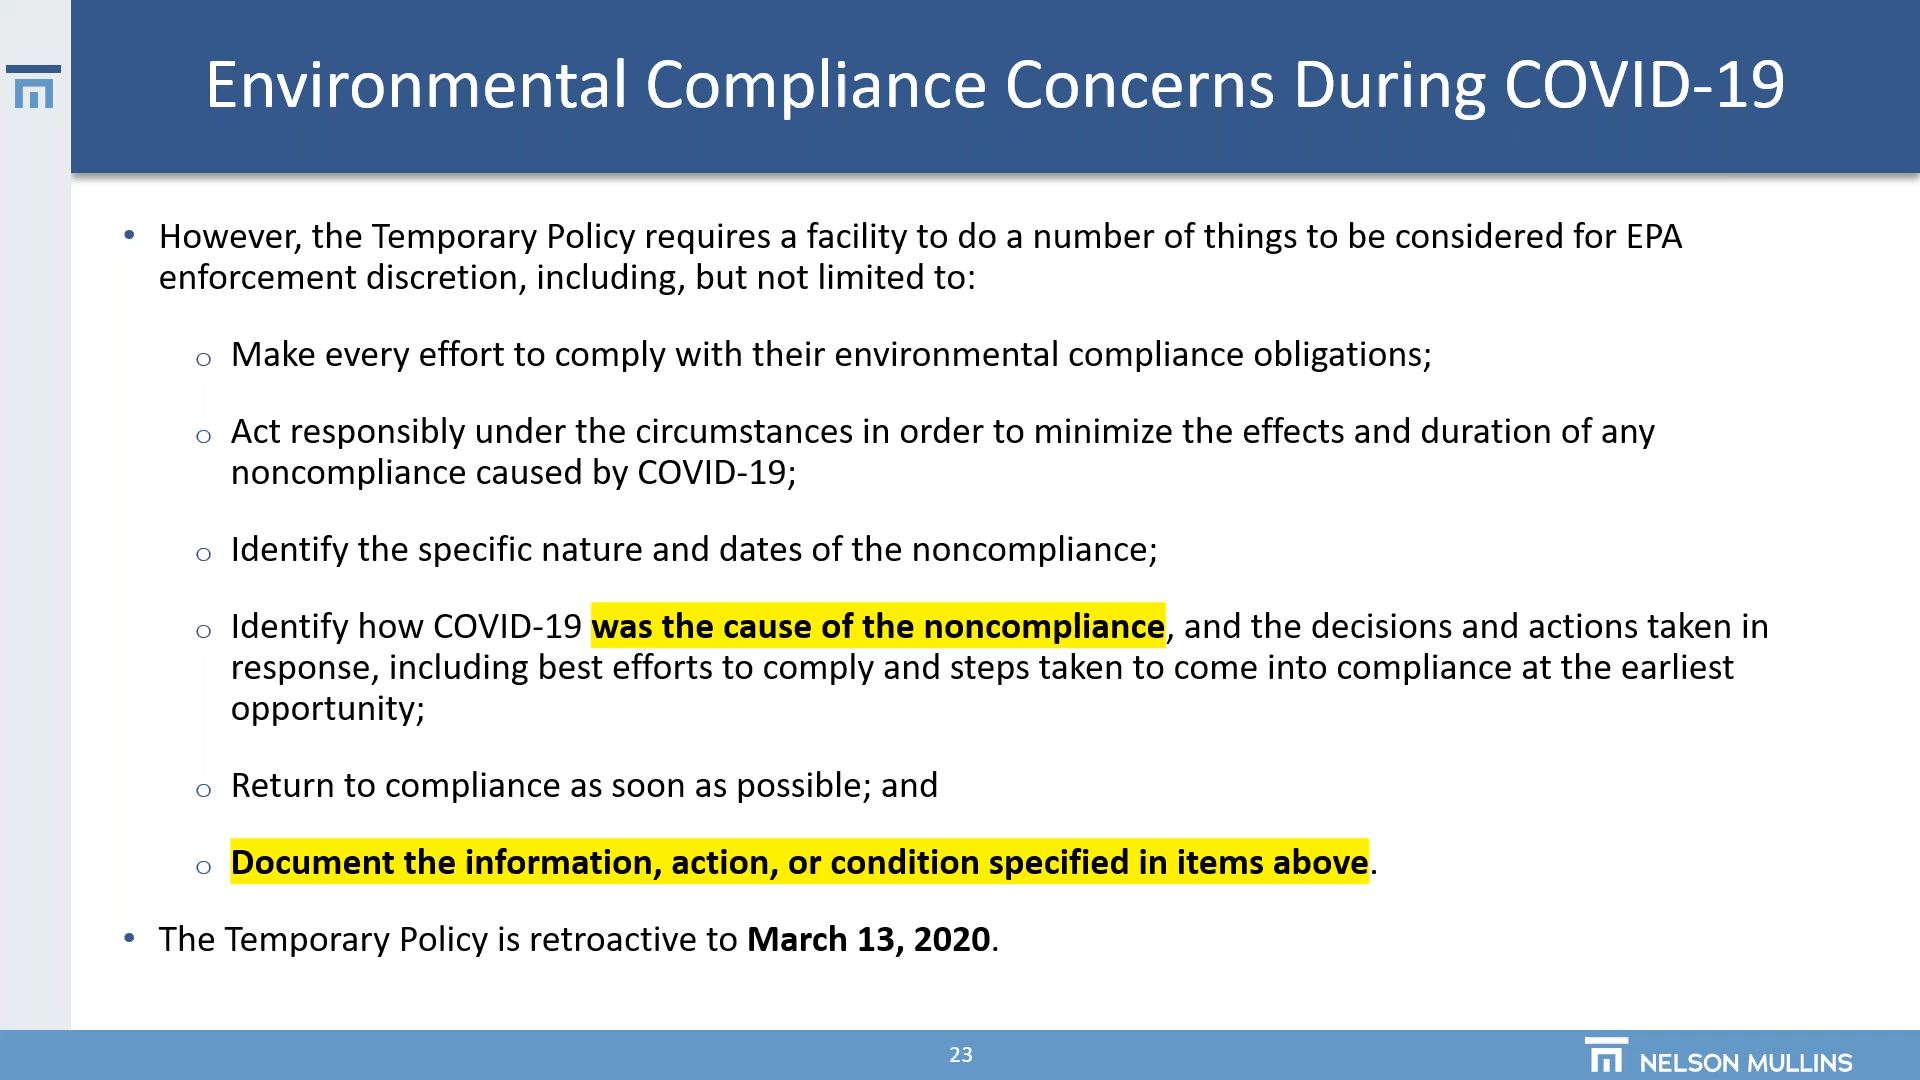 Environmental Compliance Concerns During COVID-19
• However, the Temporary Policy requires a facility to do a number of things to be considered for EPA
enforcement discretion, including, but not limited to:
o Make every effort to comply with their environmental compliance obligations;
o Act responsibly under the circumstances in order to minimize the effects and duration of any
noncompliance caused by COVID-19;
o Identify the specific nature and dates of the noncompliance;
o Identify how COVID-19 was the cause of the noncompliance, and the decisions and actions taken in
response, including best efforts to comply and steps taken to come into compliance at the earliest
opportunity;
o Return to compliance as soon as possible; and
o Document the information, action, or condition specified in items above.
• The Temporary Policy is retroactive to March 13, 2020.
23
NELSON MULLINS